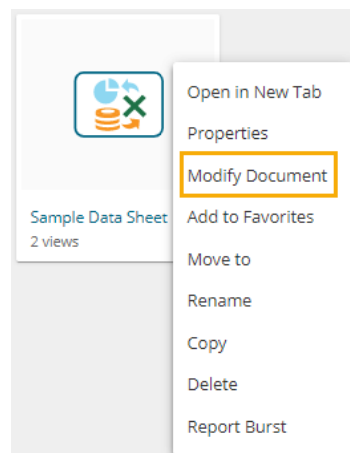 Open in New Tab
Properties
Modify Document
Sample Data Sheet
2 views
Add to Favorites
Move to
Rename
Copy
Delete
Report Burst